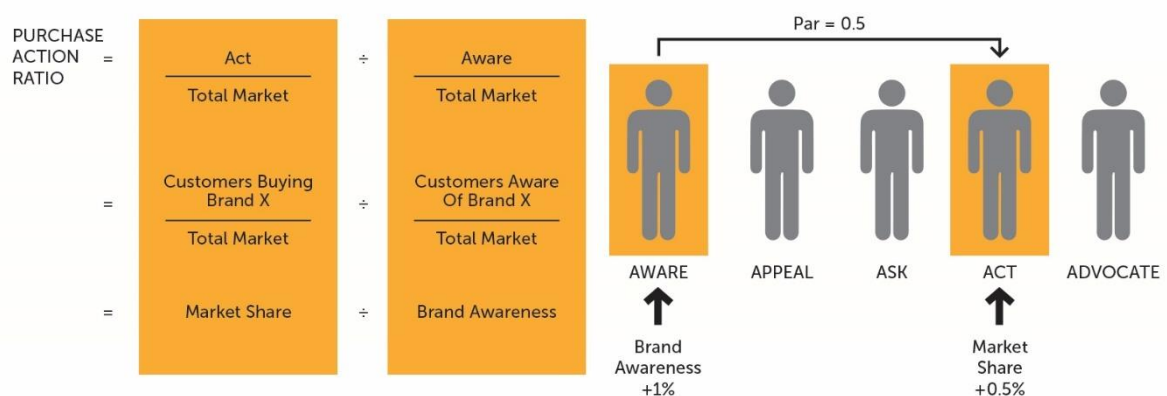 PURCHASE
ACTION
RATIO
=
Act
Total Market
÷
Aware
Total Market
=
Customers Buying
Brand X
Total Market
÷
Customers Aware
Of Brand X
Total Market
=
Market Share
÷
Brand Awareness
Par = 0.5
AWARE
APPEAL
ASK
ACT
ADVOCATE
Brand
Awareness
+1%
Market
Share
+0.5%